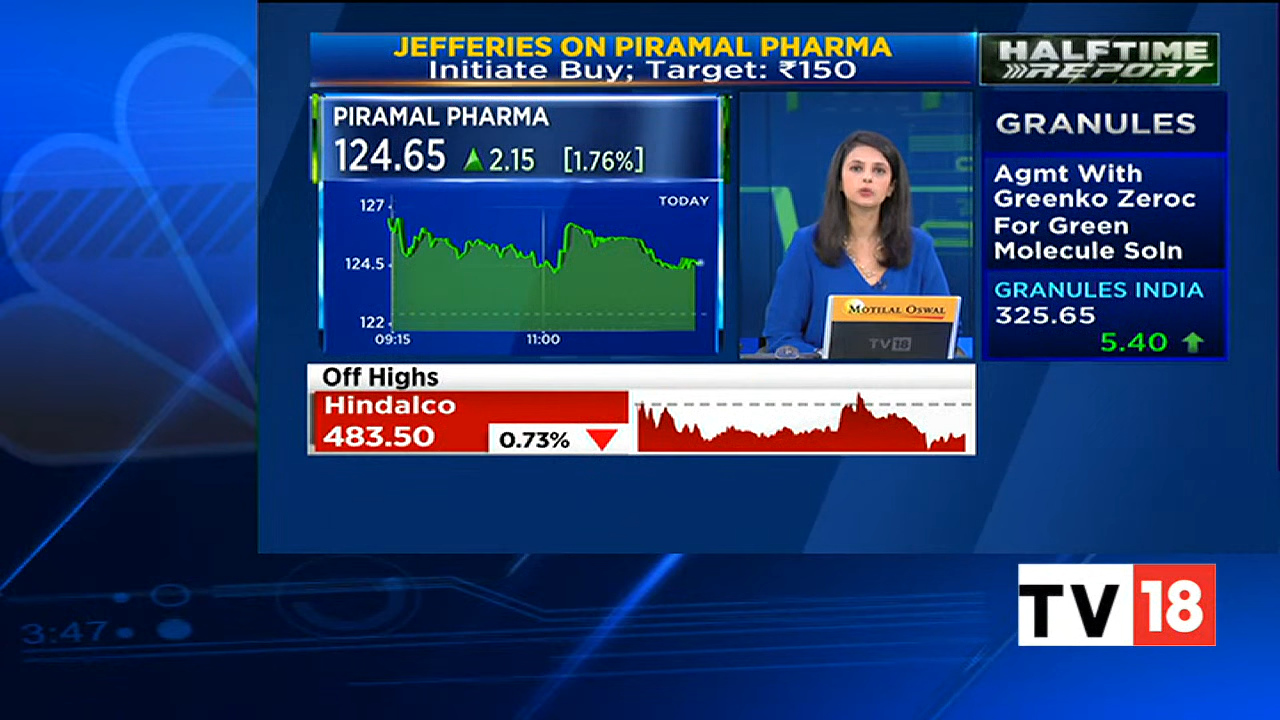 JEFFERIES ON PIRAMAL PHARMA
Initiate Buy; Target: ₹150
HALFTIME
REPORT
PIRAMAL PHARMA
124.65 ▲ 2.15 [1.76%]
TODAY
127
124.5
122
09:15 11:00
MOTILAL OSWAL
TV18
GRANULES
Agmt With
Greenko Zeroc
For Green
Molecule Soln
GRANULES INDIA
325.65
5.40
Off Highs
Hindalco
483.50
0.73%
3:47
TV18